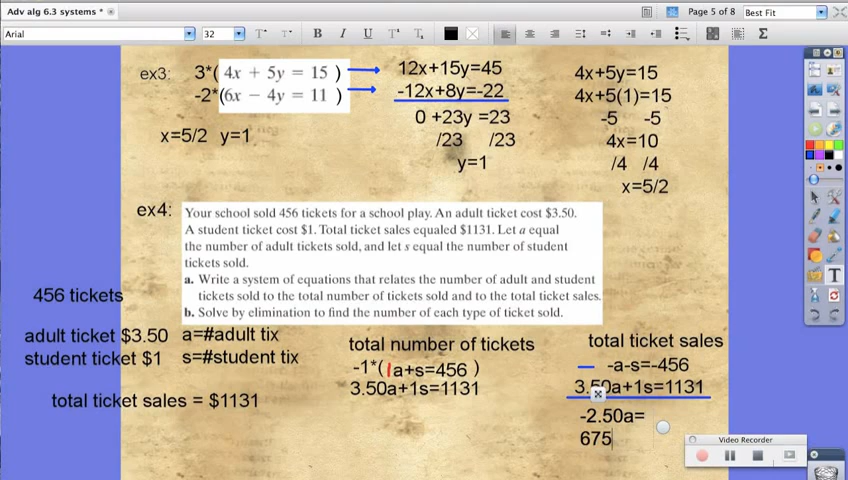 Adv alg 6.3 systems *
Page 5 of 8
Best Fit
Arial
32
B I U
ex3: 3*( 4x + 5y = 15 )
-2*(6x − 4y = 11 )
x=5/2 y=1
12x+15y=45
-12x+8y=-22
0 +23y =23
/23 /23
y=1
4x+5y=15
4x+5(1)=15
-5 -5
4x=10
/4 /4
x=5/2
ex4:
Your school sold 456 tickets for a school play. An adult ticket cost $3.50.
A student ticket cost $1. Total ticket sales equaled $1131. Let a equal
the number of adult tickets sold, and let s equal the number of student
tickets sold.
a. Write a system of equations that relates the number of adult and student
tickets sold to the total number of tickets sold and to the total ticket sales.
b. Solve by elimination to find the number of each type of ticket sold.
456 tickets
adult ticket $3.50 a=#adult tix
student ticket $1 s=#student tix
total ticket sales = $1131
total number of tickets
-1*(1a+s=456 )
3.50a+1s=1131
total ticket sales
-a-s=-456
3.50a+1s=1131
-2.50a=
675
Video Recorder